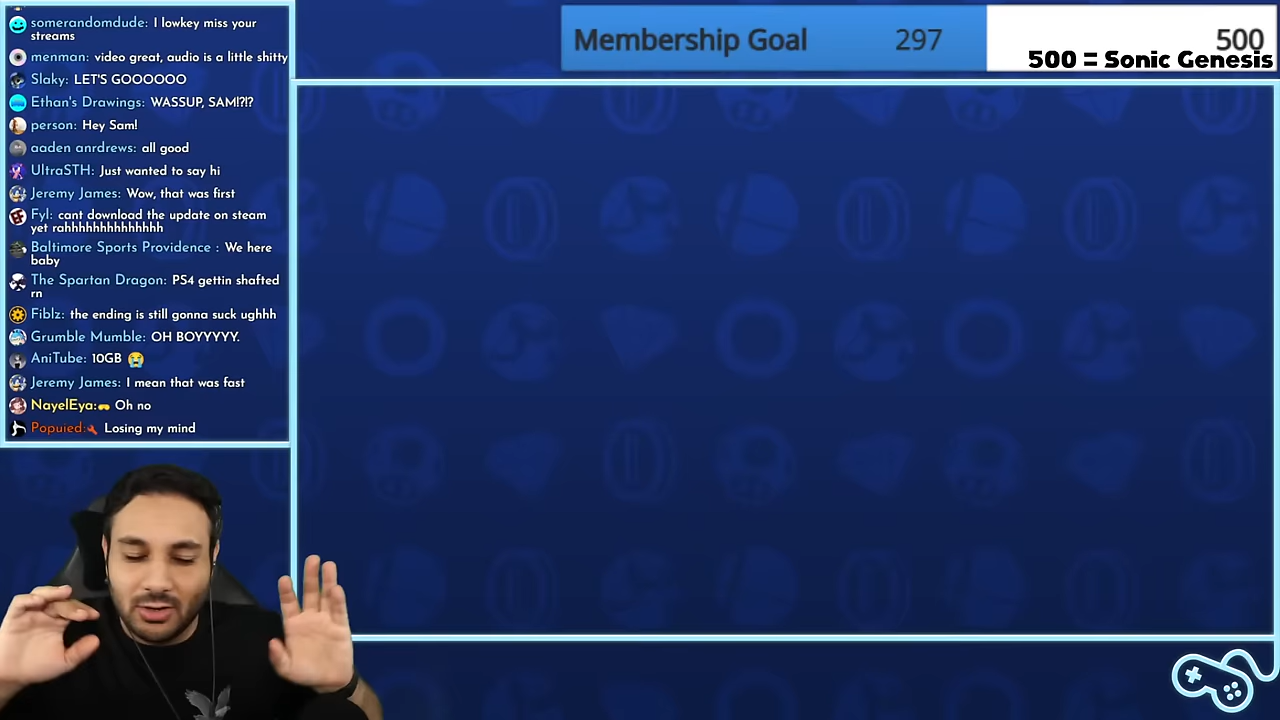 somerandomdude: I lowkey miss your
streams
menman: video great, audio is a little shitty
Slaky: LET'S GOOOOOO
Ethan's Drawings: WASSUP, SAM!?!?
person: Hey Sam!
aaden anrdrews: all good
UltraSTH: Just wanted to say hi
Jeremy James: Wow, that was first
Fyl: cant download the update on steam
yet rahhhhhhhhhhhhh
Baltimore Sports Providence : We here
baby
The Spartan Dragon: PS4 gettin shafted
rn
Fiblz: the ending is still gonna suck ughhh
Grumble Mumble: OH BOYYYYY.
AniTube: 10GB 😭
Jeremy James: I mean that was fast
NayelEya: Oh no
Popuied: Losing my mind
Membership Goal 297 500
500 = Sonic Genesis